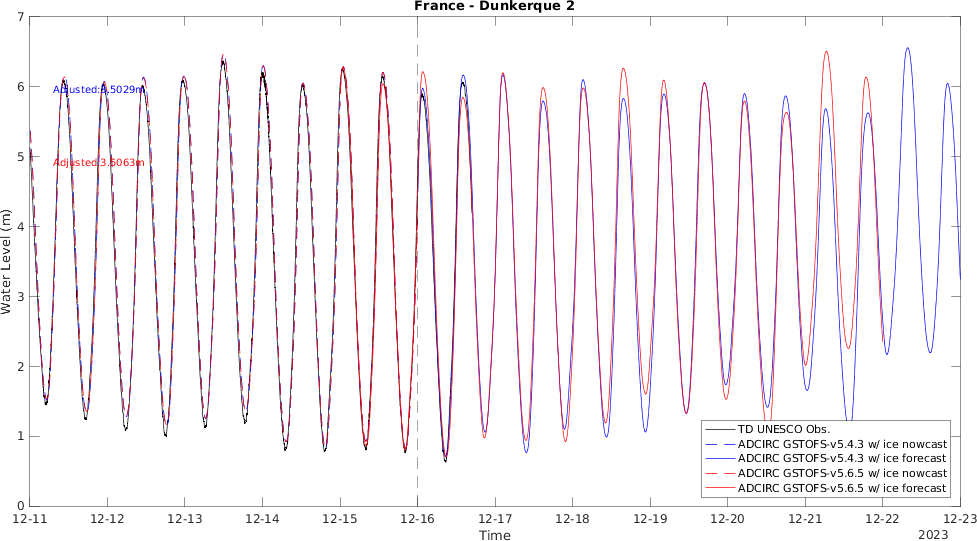 France - Dunkerque 2
Water Level (m)
7
6
5
4
3
2
1
0
Adjusted:3.5029m
Adjusted:3.5063m
TD UNESCO Obs.
ADCIRC GSTOFS-v5.4.3 w/ ice nowcast
ADCIRC GSTOFS-v5.4.3 w/ ice forecast
ADCIRC GSTOFS-v5.6.5 w/ ice nowcast
ADCIRC GSTOFS-v5.6.5 w/ ice forecast
12-11 12-12 12-13 12-14 12-15 12-16 12-17 12-18 12-19 12-20 12-21 12-22 12-23
Time
2023